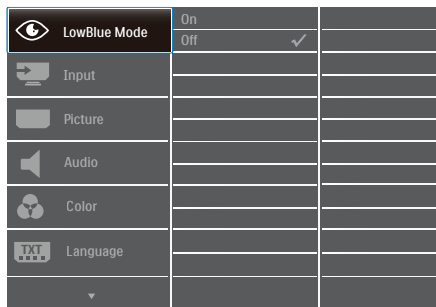 LowBlue Mode
On
Off
Input
Picture
Audio
Color
TXT
Language